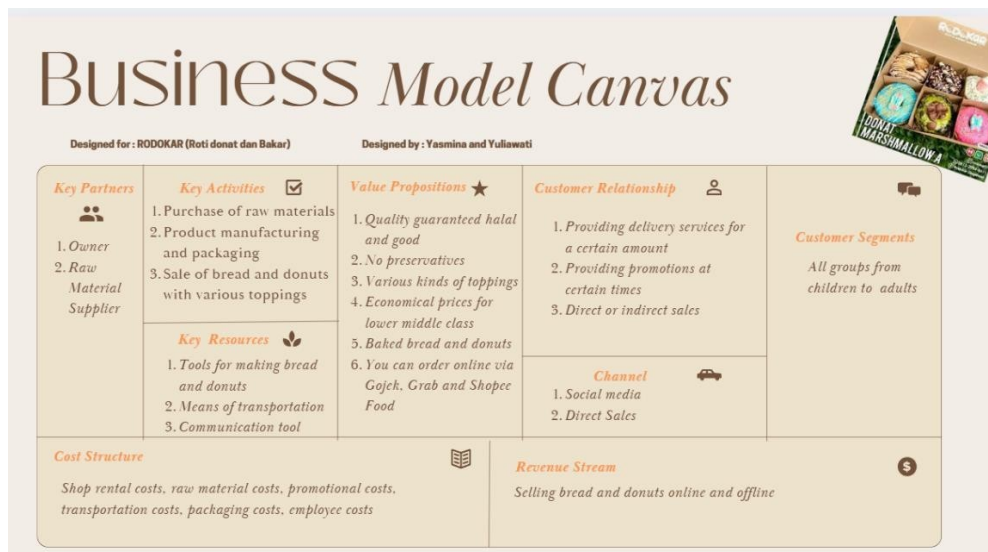 Business Model Canvas
Designed for : RODOKAR (Roti donat dan Bakar)
Designed by : Yasmina and Yuliawati
RODOKAR
DONAT
MARSHMALLOW A
Key Partners
1. Owner
2. Raw
Material
Supplier
Key Activities
1. Purchase of raw materials
2. Product manufacturing
and packaging
3. Sale of bread and donuts
with various toppings
Key Resources
1. Tools for making bread
and donuts
2. Means of transportation
3. Communication tool
Value Propositions
1. Quality guaranteed halal
and good
2. No preservatives
3. Various kinds of toppings
4. Economical prices for
lower middle class
5. Baked bread and donuts
6. You can order online via
Gojek, Grab and Shopee
Food
Customer Relationship
1. Providing delivery services for
a certain amount
2. Providing promotions at
certain times
3. Direct or indirect sales
Channel
1. Social media
2. Direct Sales
Customer Segments
All groups from
children to adults
Cost Structure
Shop rental costs, raw material costs, promotional costs,
transportation costs, packaging costs, employee costs
Revenue Stream
Selling bread and donuts online and offline